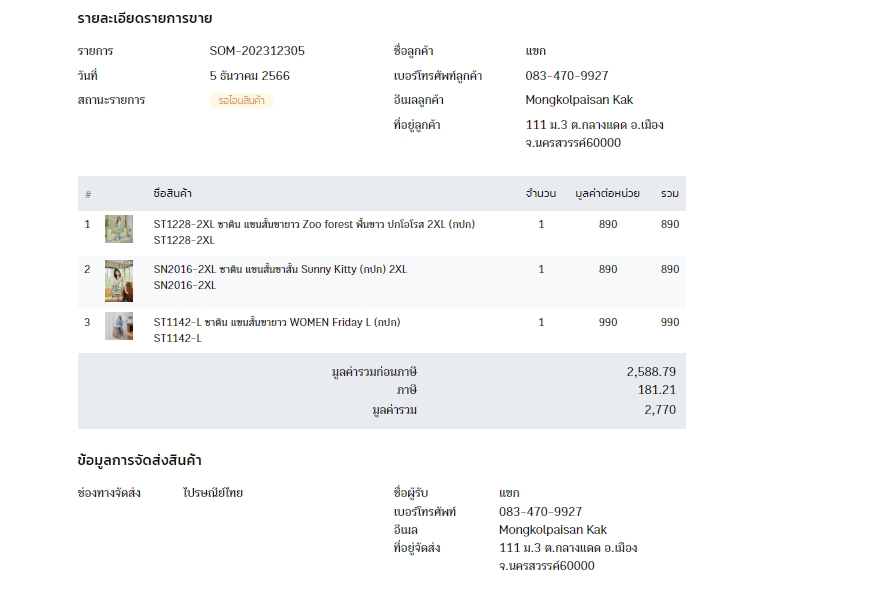 รายละเอียดรายการขาย
รายการ SOM-202312305 ชื่อลูกค้า แขก
วันที่ 5 ธันวาคม 2566 เบอร์โทรศัพท์ลูกค้า 083-470-9927
สถานะรายการ รอโอนสินค้า อีเมลลูกค้า Mongkolpaisan Kak
ที่อยู่ลูกค้า 111 ม.3 ต.กลางแดด อ.เมือง
จ.นครสวรรค์60000
# ชื่อสินค้า จำนวน มูลค่าต่อหน่วย รวม
1 ST1228-2XL ซาติน แขนสั้นขายาว Zoo forest พื้นขาว ปกโอโรส 2XL (กปก) 1 890 890
ST1228-2XL
2 SN2016-2XL ซาติน แขนสั้นขาสั้น Sunny Kitty (กปก) 2XL 1 890 890
SN2016-2XL
3 ST1142-L ซาติน แขนสั้นขายาว WOMEN Friday L (กปก) 1 990 990
ST1142-L
มูลค่ารวมก่อนภาษี 2,588.79
ภาษี 181.21
มูลค่ารวม 2,770
ข้อมูลการจัดส่งสินค้า
ช่องทางจัดส่ง ไปรษณีย์ไทย ชื่อผู้รับ แขก
เบอร์โทรศัพท์ 083-470-9927
อีเมล Mongkolpaisan Kak
ที่อยู่จัดส่ง 111 ม.3 ต.กลางแดด อ.เมือง
จ.นครสวรรค์60000